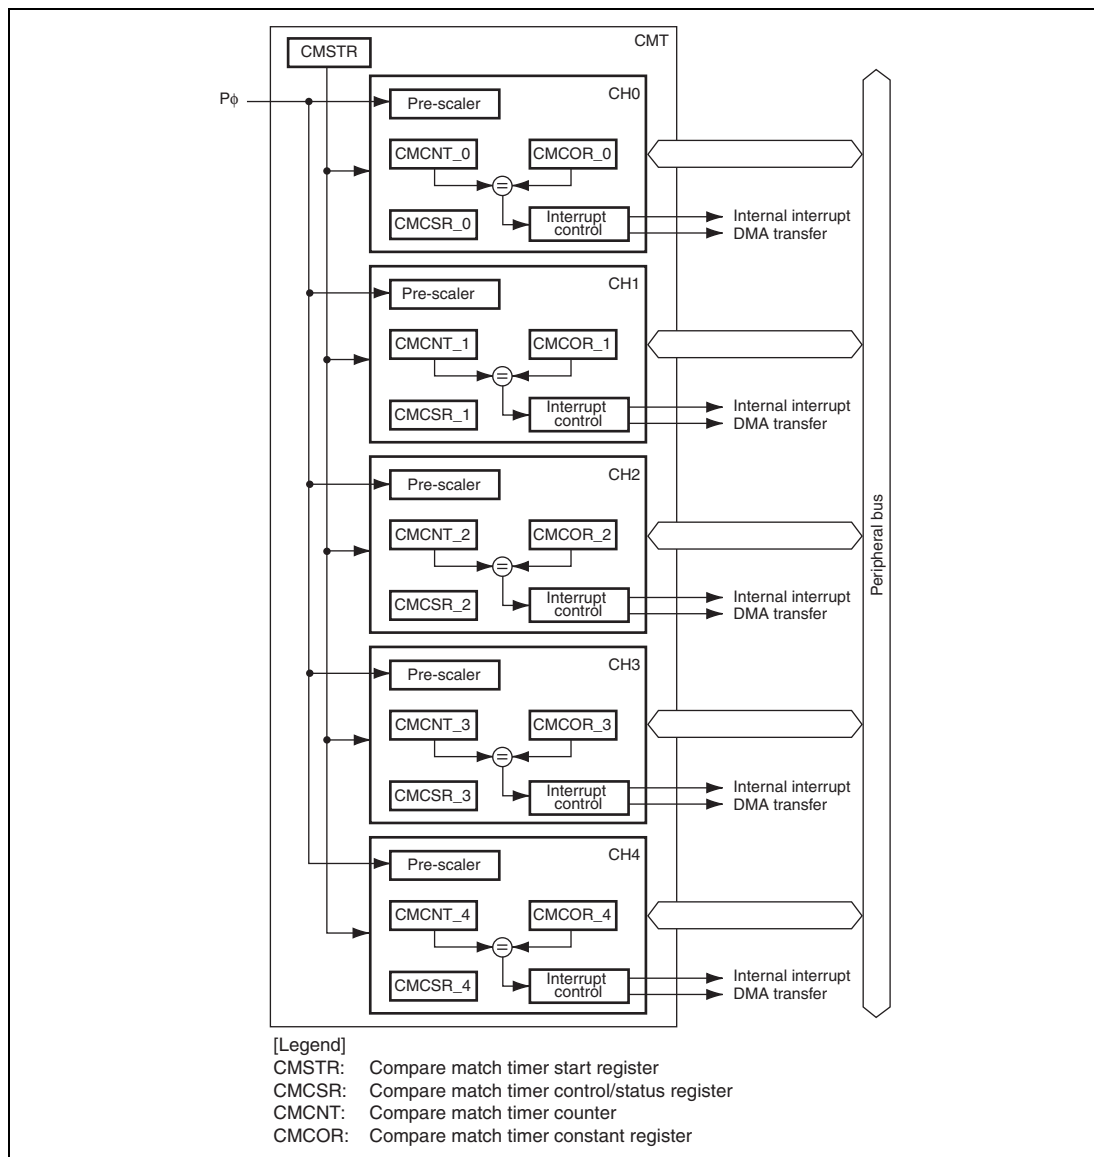 CMT
CMSTR
Pφ
CH0
Pre-scaler
CMCNT_0
CMCOR_0
=
CMCSR_0
Interrupt
control
Internal interrupt
DMA transfer
CH1
Pre-scaler
CMCNT_1
CMCOR_1
=
CMCSR_1
Interrupt
control
Internal interrupt
DMA transfer
CH2
Pre-scaler
CMCNT_2
CMCOR_2
=
CMCSR_2
Interrupt
control
Internal interrupt
DMA transfer
CH3
Pre-scaler
CMCNT_3
CMCOR_3
=
CMCSR_3
Interrupt
control
Internal interrupt
DMA transfer
CH4
Pre-scaler
CMCNT_4
CMCOR_4
=
CMCSR_4
Interrupt
control
Internal interrupt
DMA transfer
Peripheral bus
[Legend]
CMSTR: Compare match timer start register
CMCSR: Compare match timer control/status register
CMCNT: Compare match timer counter
CMCOR: Compare match timer constant register